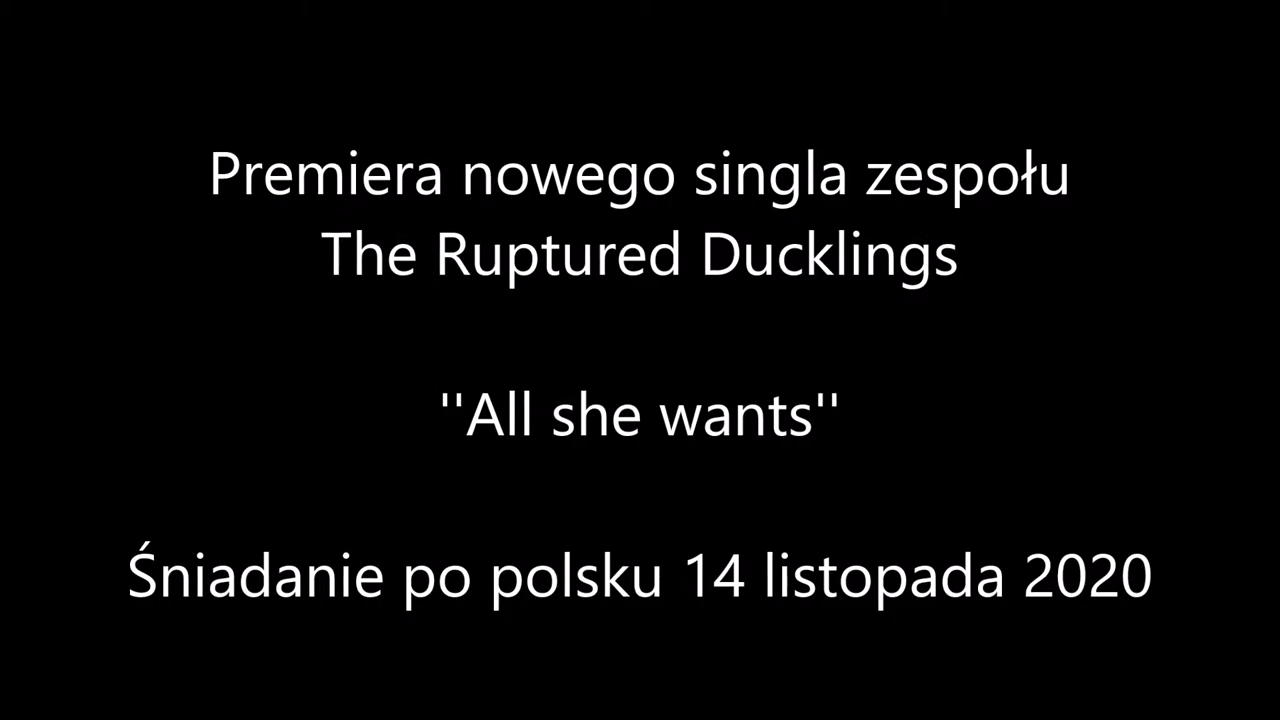 Premiera nowego singla zespołu
The Ruptured Ducklings
''All she wants''
Śniadanie po polsku 14 listopada 2020